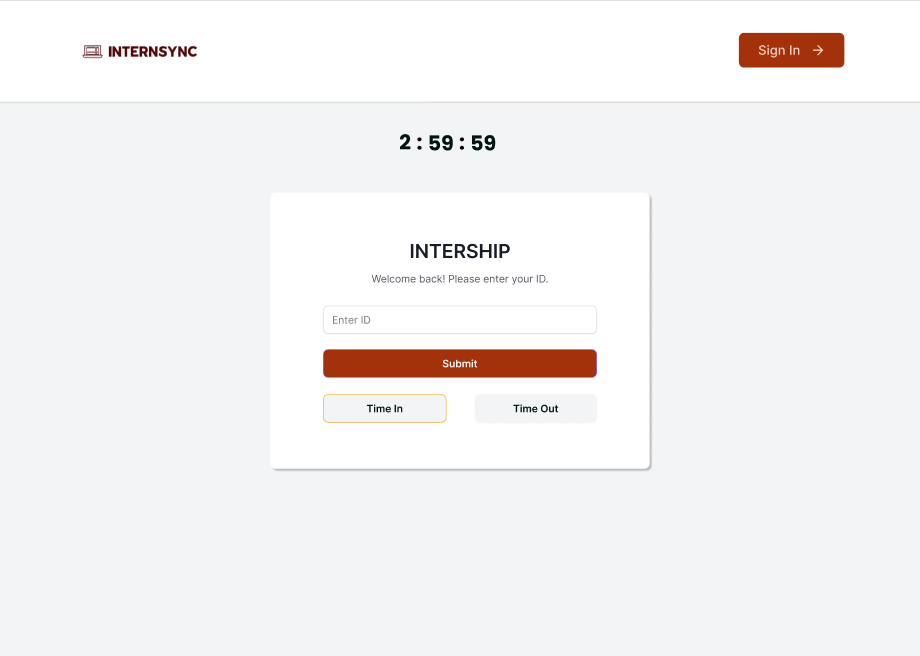 INTERNSYNC
Sign In →
2 : 59 : 59
INTERSHIP
Welcome back! Please enter your ID.
Enter ID
Submit
Time In
Time Out